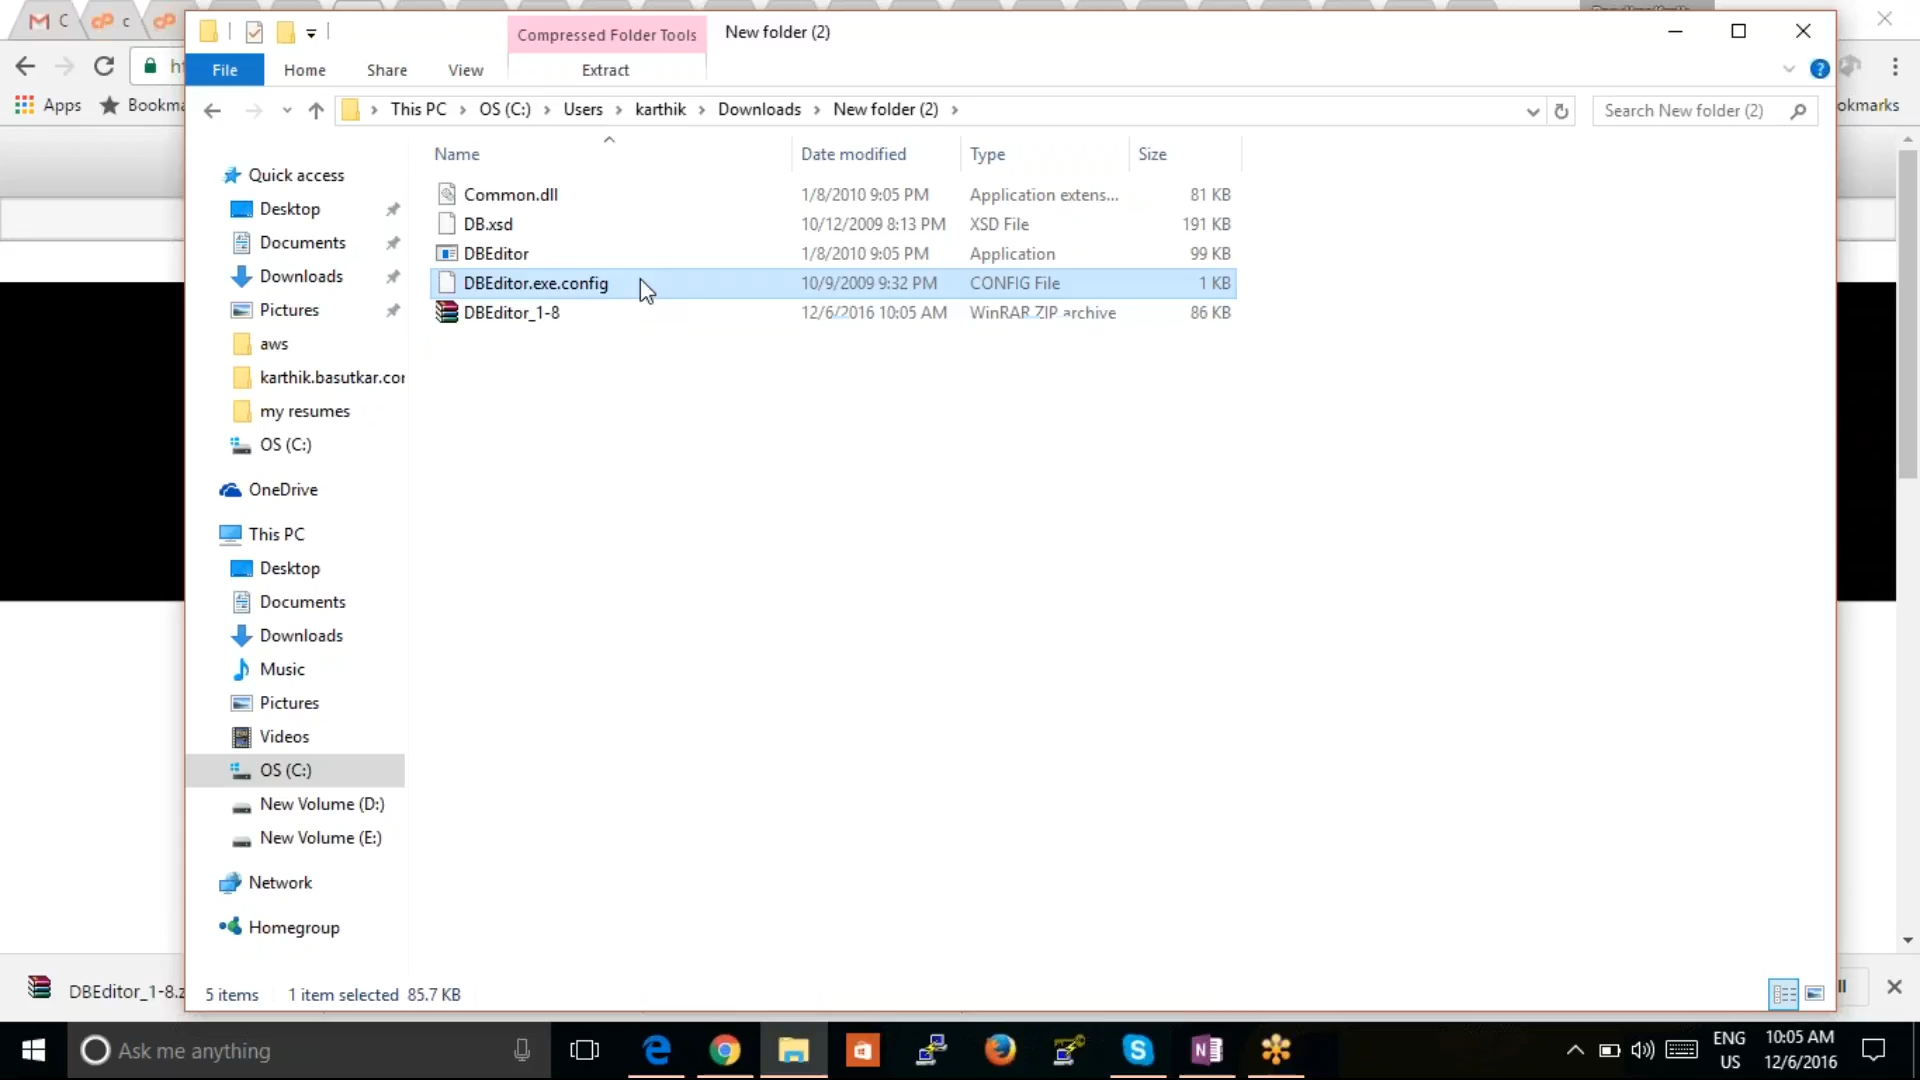 C
c
Compressed Folder Tools
New folder (2)
File
Home
Share
View
Extract
Apps
Bookma
okmarks
This PC
OS (C:)
Users
karthik
Downloads
New folder (2)
Search New folder (2)
Name
Date modified
Type
Size
Common.dll
1/8/2010 9:05 PM
Application extens...
81 KB
DB.xsd
10/12/2009 8:13 PM
XSD File
191 KB
DBEditor
1/8/2010 9:05 PM
Application
99 KB
DBEditor.exe.config
10/9/2009 9:32 PM
CONFIG File
1 KB
DBEditor_1-8
12/6/2016 10:05 AM
WinRAR ZIP archive
86 KB
Quick access
Desktop
Documents
Downloads
Pictures
aws
karthik.basutkar.cor
my resumes
OS (C:)
OneDrive
This PC
Desktop
Documents
Downloads
Music
Pictures
Videos
OS (C:)
New Volume (D:)
New Volume (E:)
Network
Homegroup
5 items
1 item selected 85.7 KB
DBEditor_1-8.z
Ask me anything
ENG
US
10:05 AM
12/6/2016